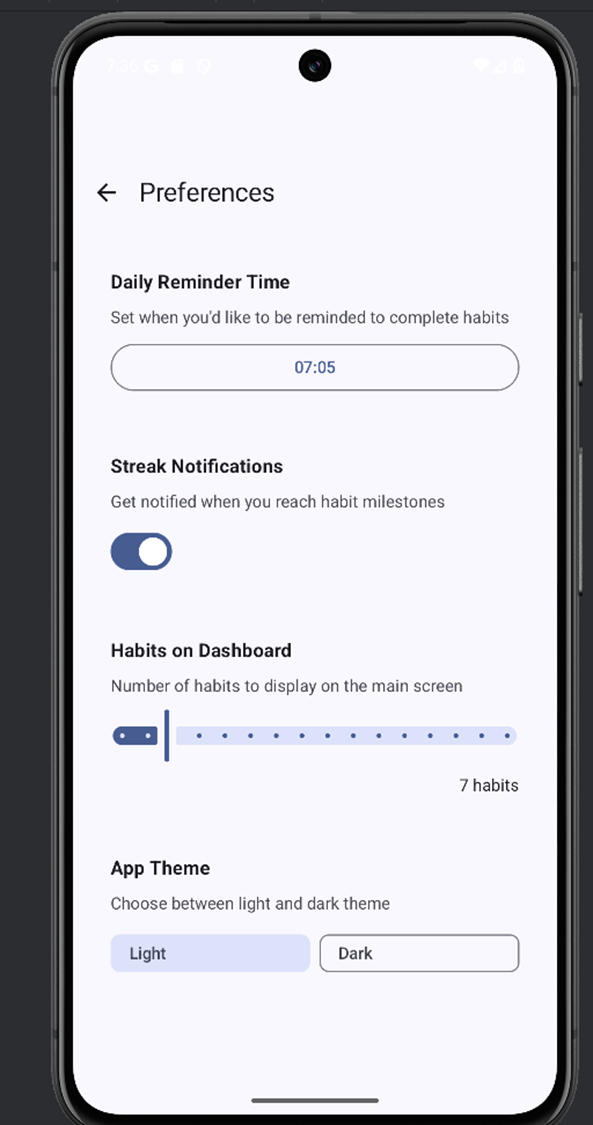 7:36 G
Preferences
Daily Reminder Time
Set when you'd like to be reminded to complete habits
07:05
Streak Notifications
Get notified when you reach habit milestones
Habits on Dashboard
Number of habits to display on the main screen
7 habits
App Theme
Choose between light and dark theme
Light
Dark